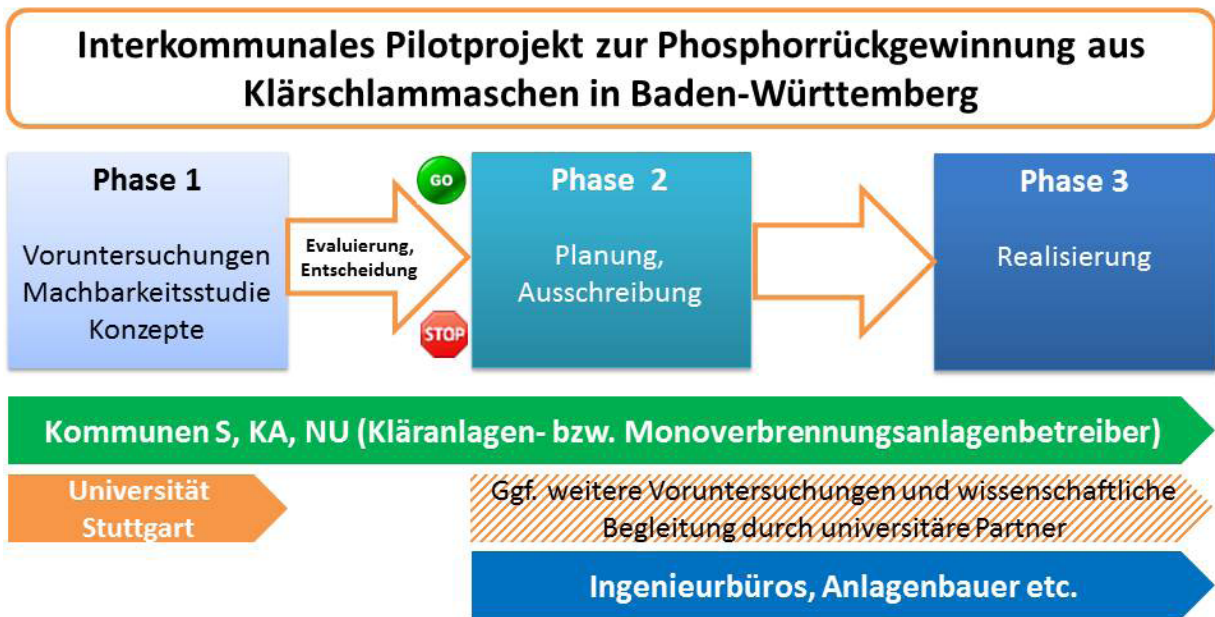 Interkommunales Pilotprojekt zur Phosphorrückgewinnung aus
Klärschlammaschen in Baden-Württemberg
Phase 1
Voruntersuchungen
Machbarkeitsstudie
Konzepte
Evaluierung,
Entscheidung
GO
STOP
Phase 2
Planung,
Ausschreibung
Phase 3
Realisierung
Kommunen S, KA, NU (Kläranlagen- bzw. Monoverbrennungsanlagenbetreiber)
Universität
Stuttgart
Ggf. weitere Voruntersuchungen und wissenschaftliche
Begleitung durch universitäre Partner
Ingenieurbüros, Anlagenbauer etc.